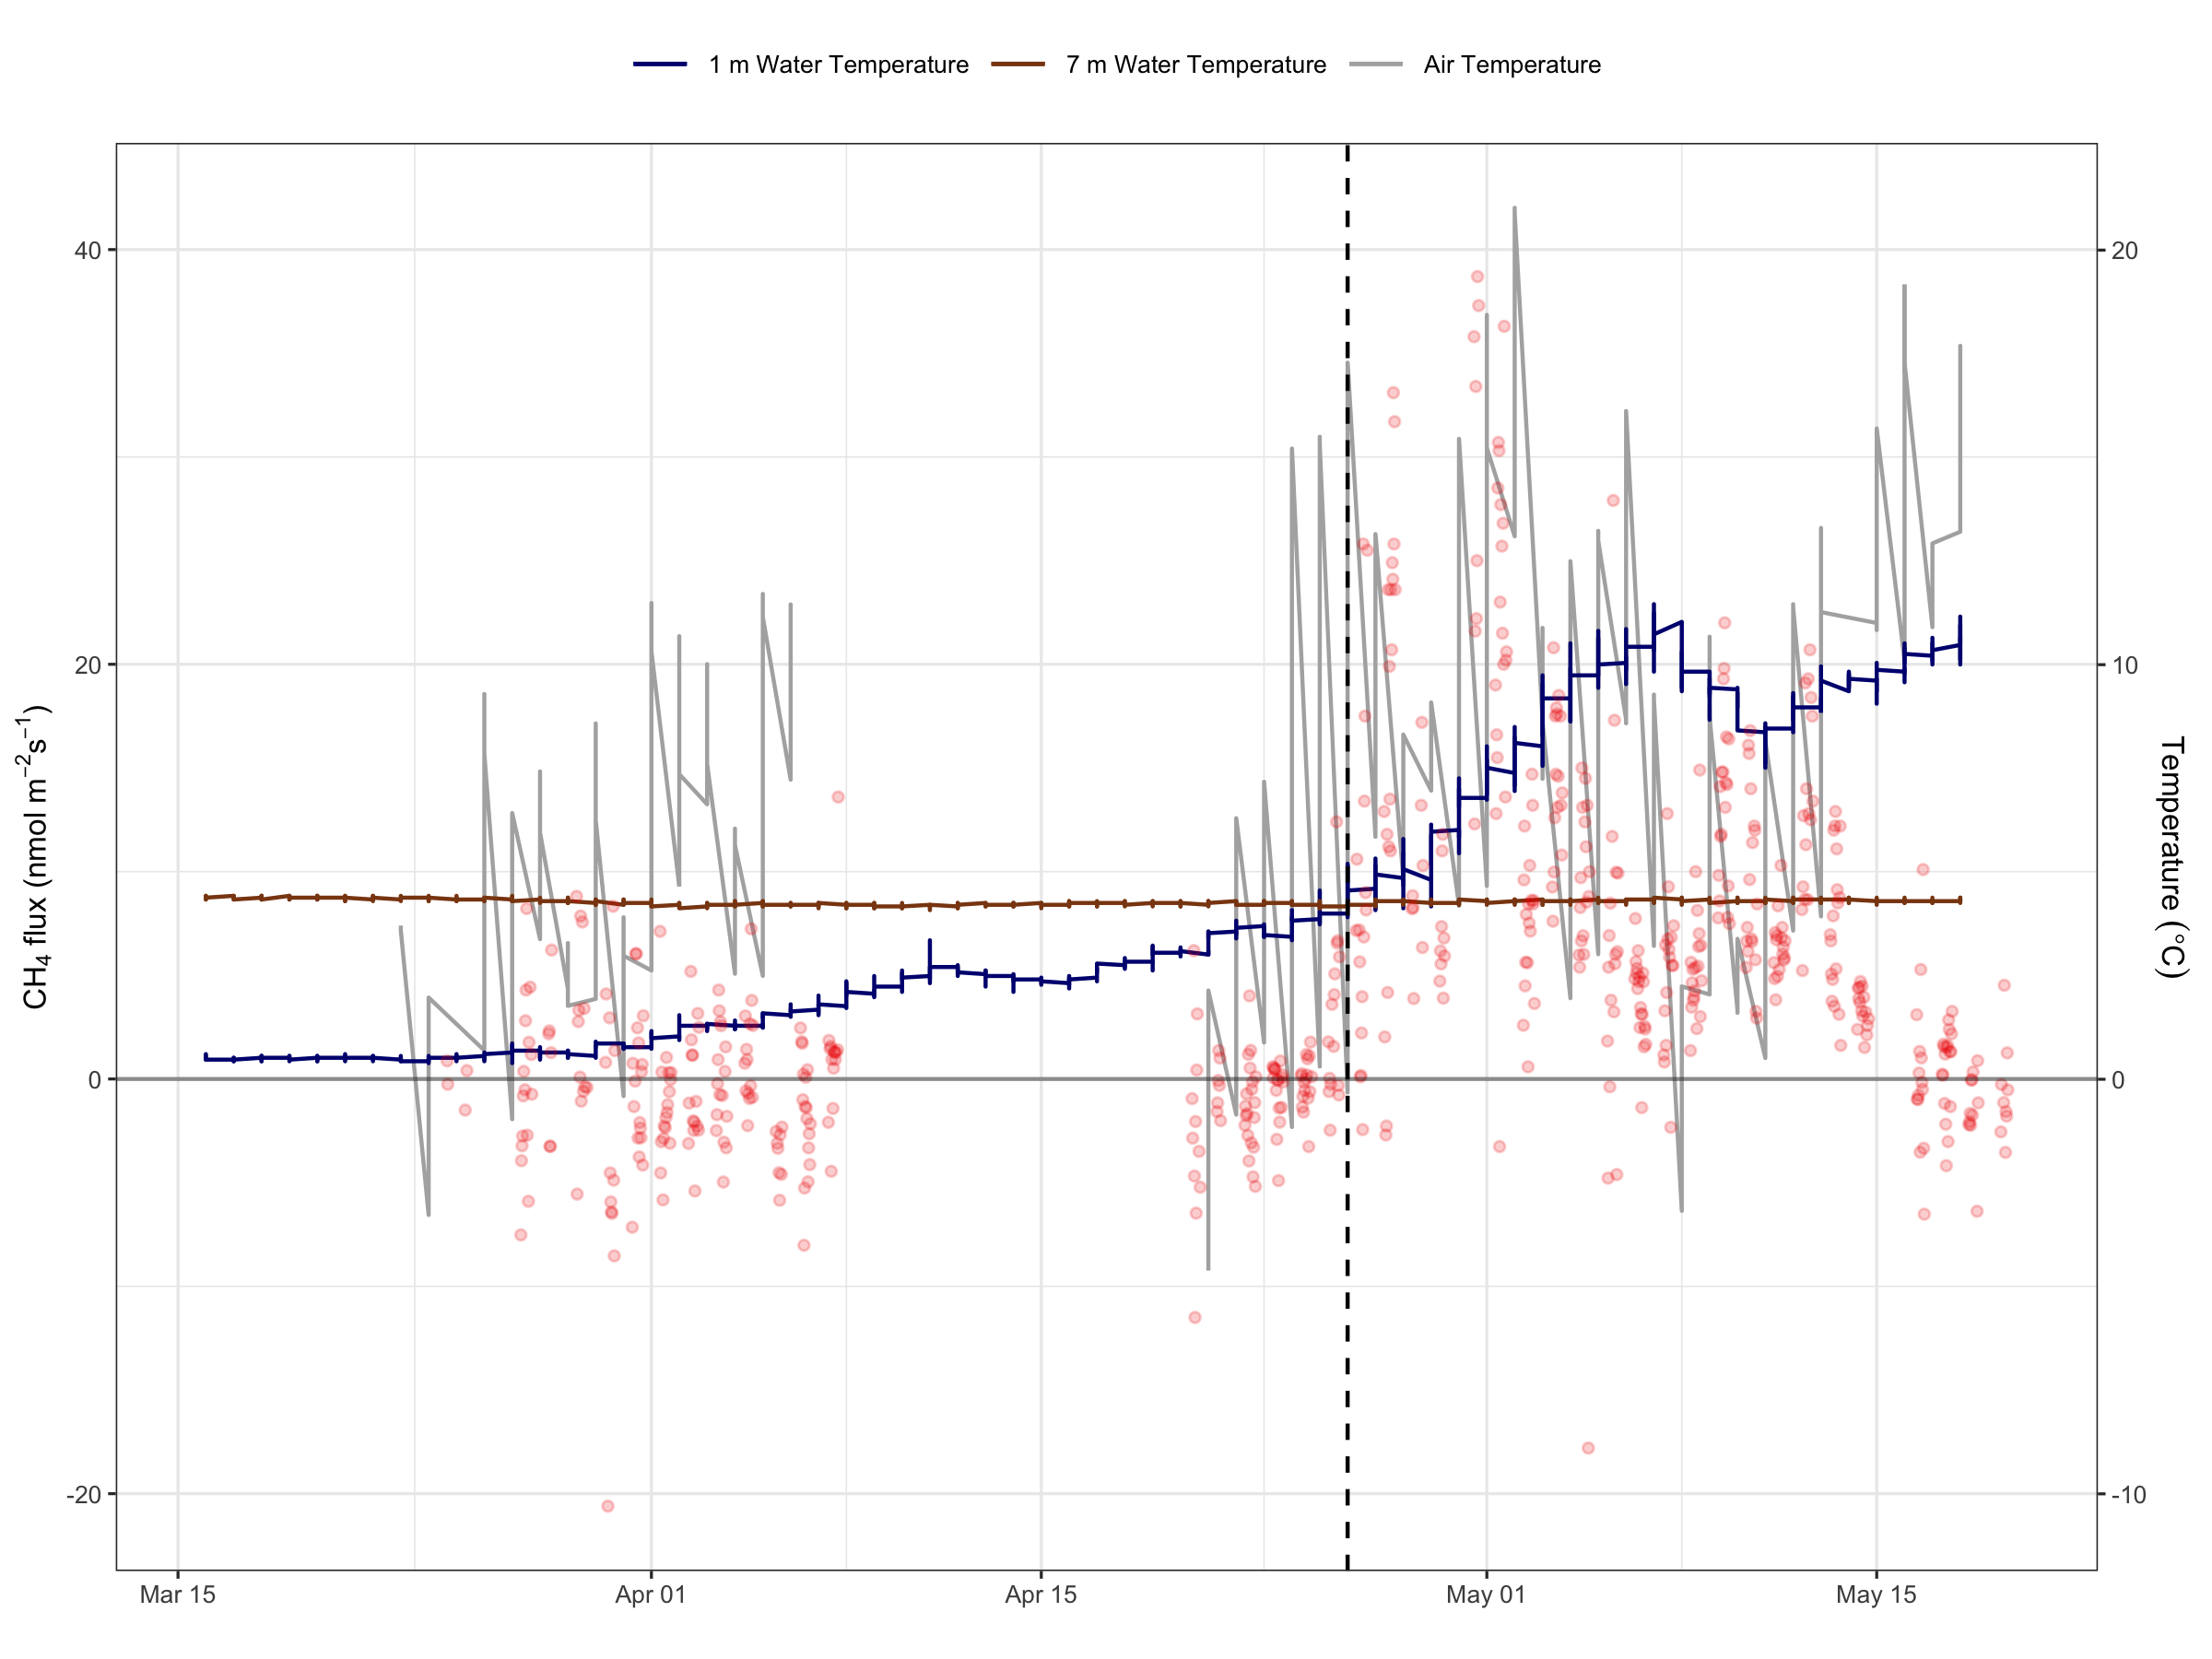 1 m Water Temperature 7 m Water Temperature Air Temperature
CH₄ flux (nmol m⁻²s⁻¹)
40
20
0
-20
20
10
0
-10
Temperature (°C)
Mar 15 Apr 01 Apr 15 May 01 May 15